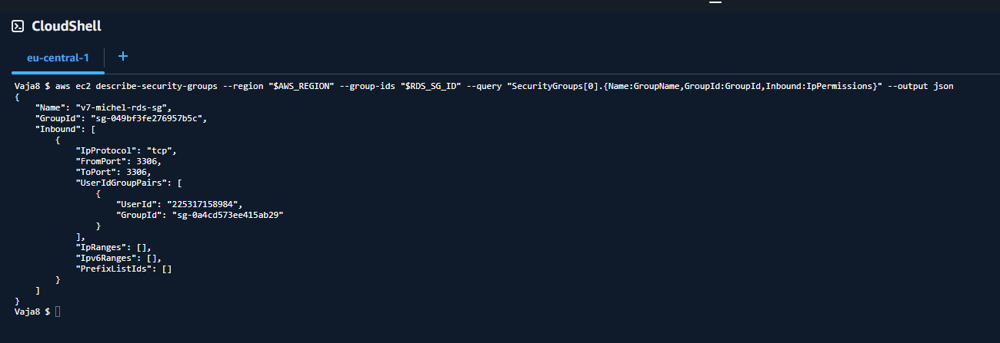 CloudShell
eu-central-1
+
Vaja8 $ aws ec2 describe-security-groups --region "$AWS_REGION" --group-ids "$RDS_SG_ID" --query "SecurityGroups[0].{Name:GroupName,GroupId:GroupId,Inbound:IpPermissions}" --output json
{
    "Name": "v7-michel-rds-sg",
    "GroupId": "sg-049bf3fe276957b5c",
    "Inbound": [
        {
            "IpProtocol": "tcp",
            "FromPort": 3306,
            "ToPort": 3306,
            "UserIdGroupPairs": [
                {
                    "UserId": "225317158984",
                    "GroupId": "sg-0a4cd573ee415ab29"
                }
            ],
            "IpRanges": [],
            "Ipv6Ranges": [],
            "PrefixListIds": []
        }
    ]
}
Vaja8 $